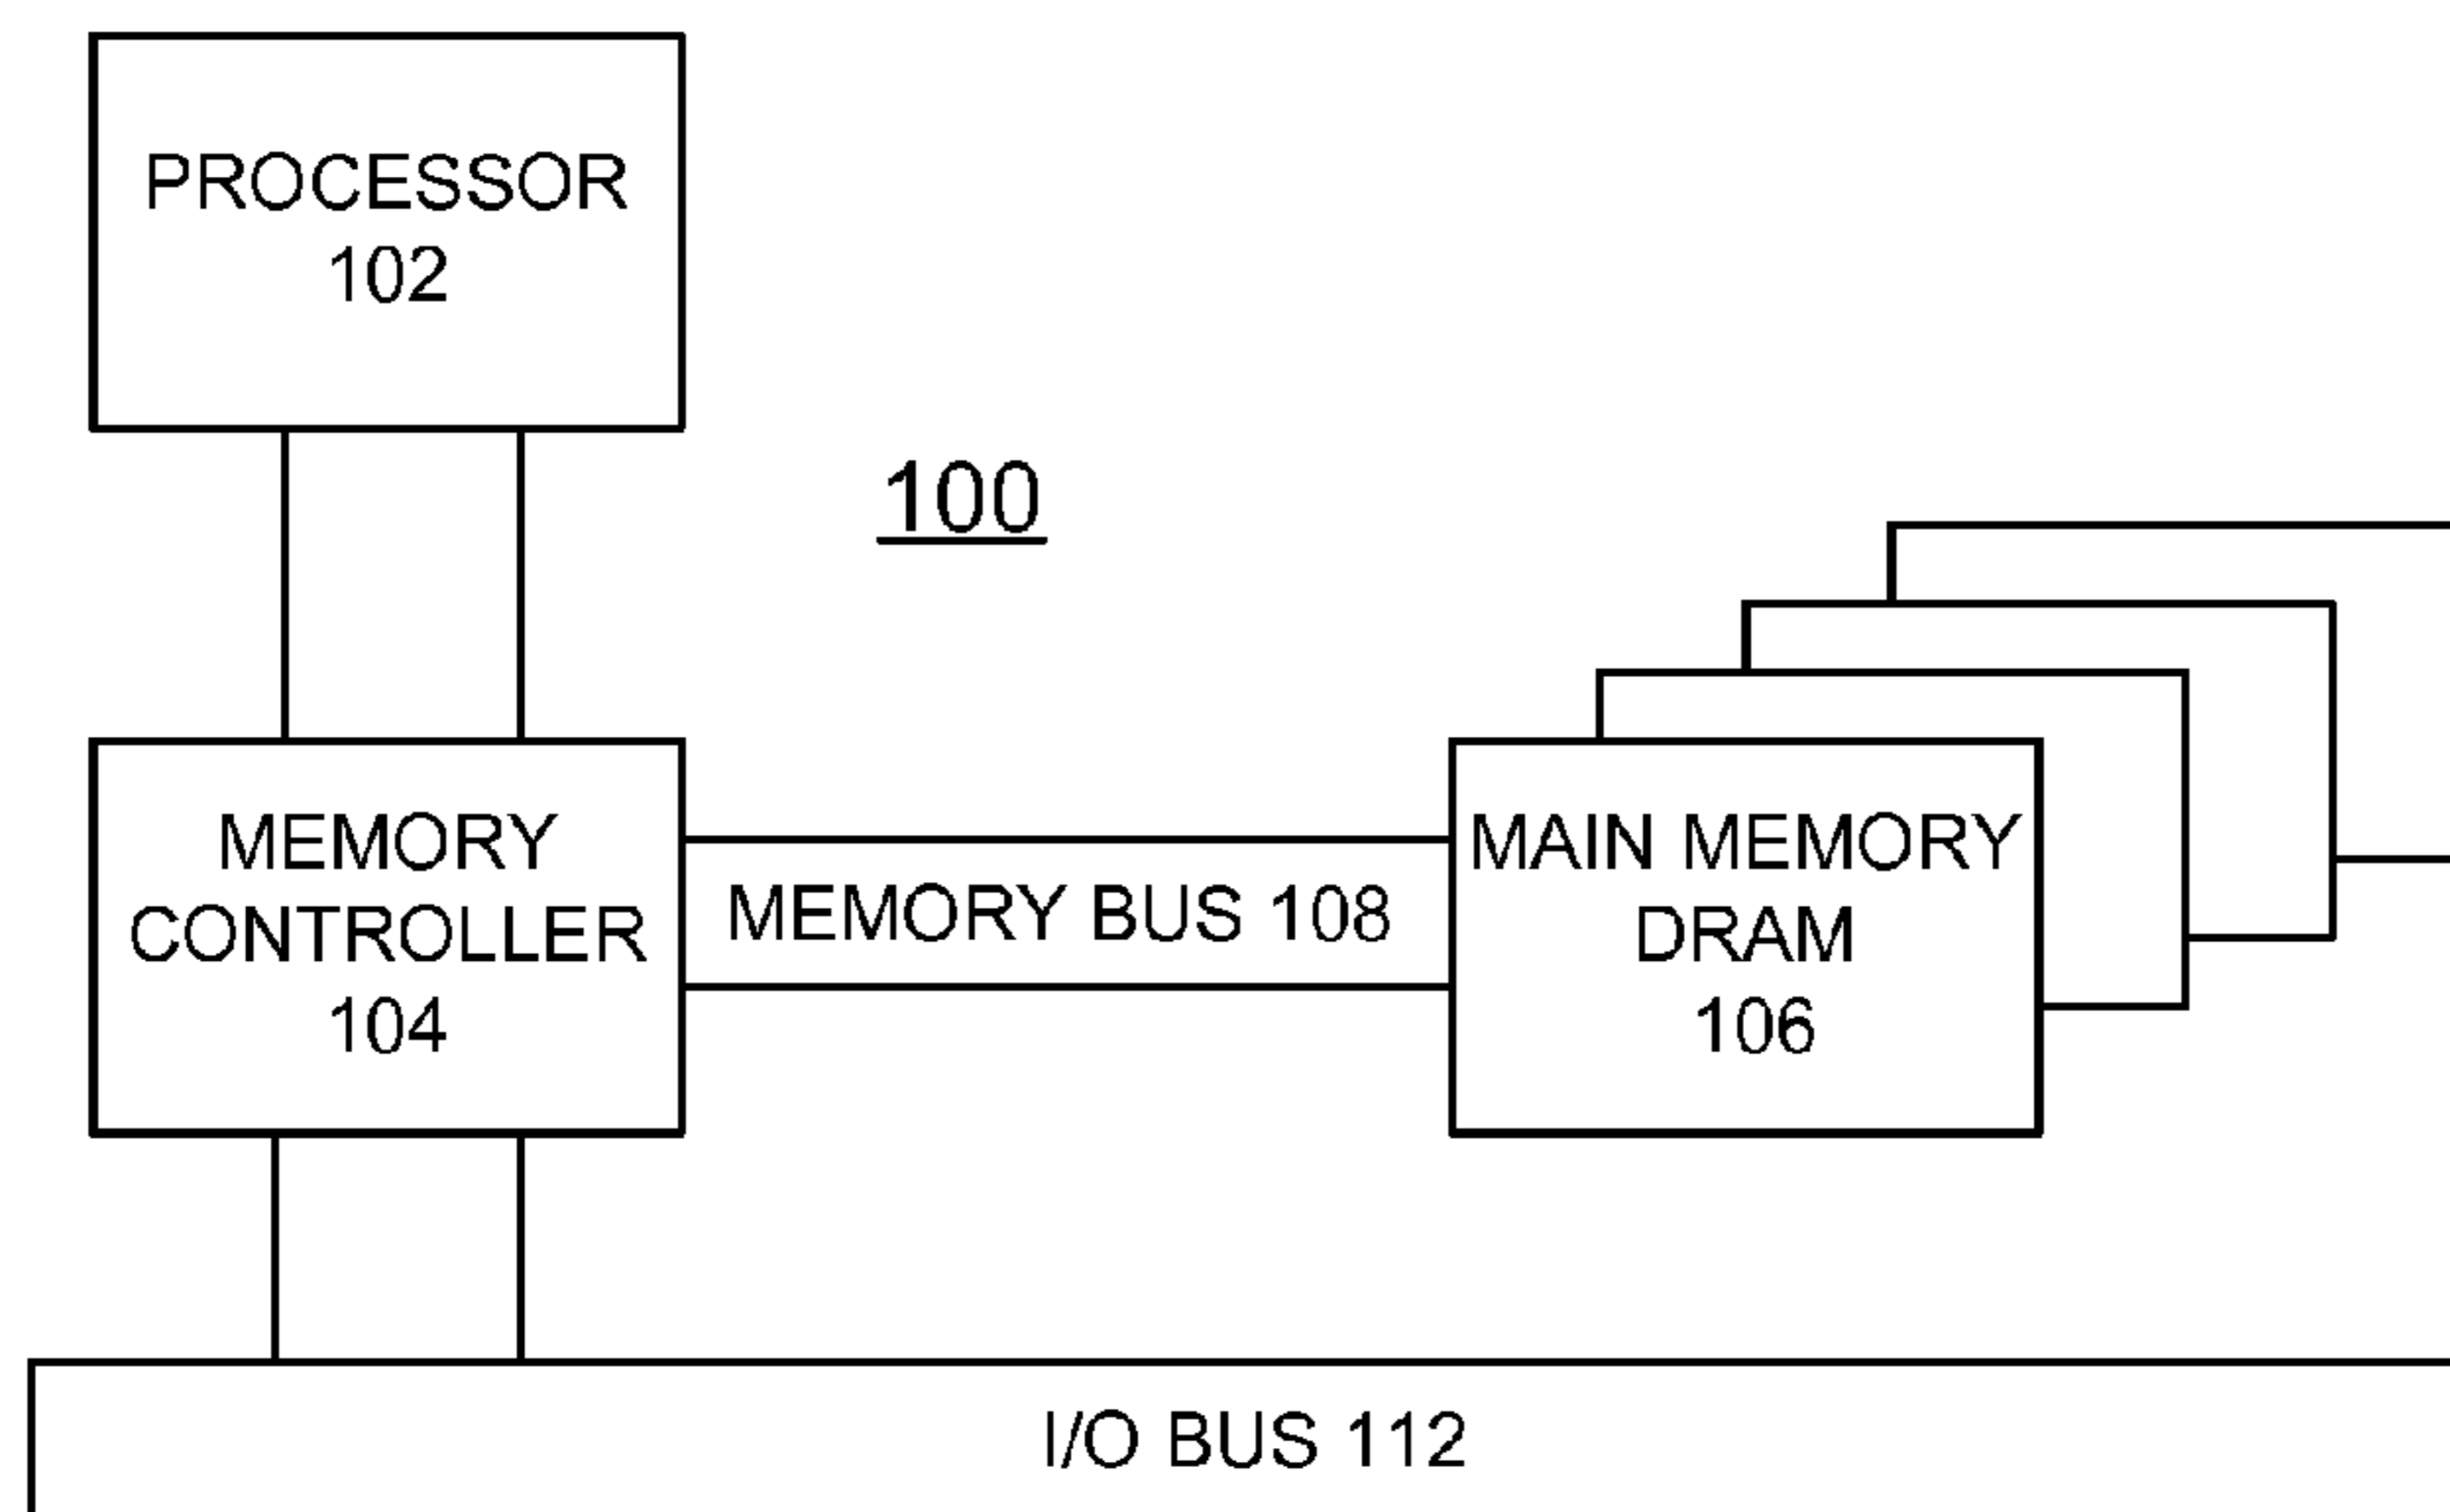 PROCESSOR
102
100
MEMORY
CONTROLLER
104
MEMORY BUS 108
MAIN MEMORY
DRAM
106
I/O BUS 112